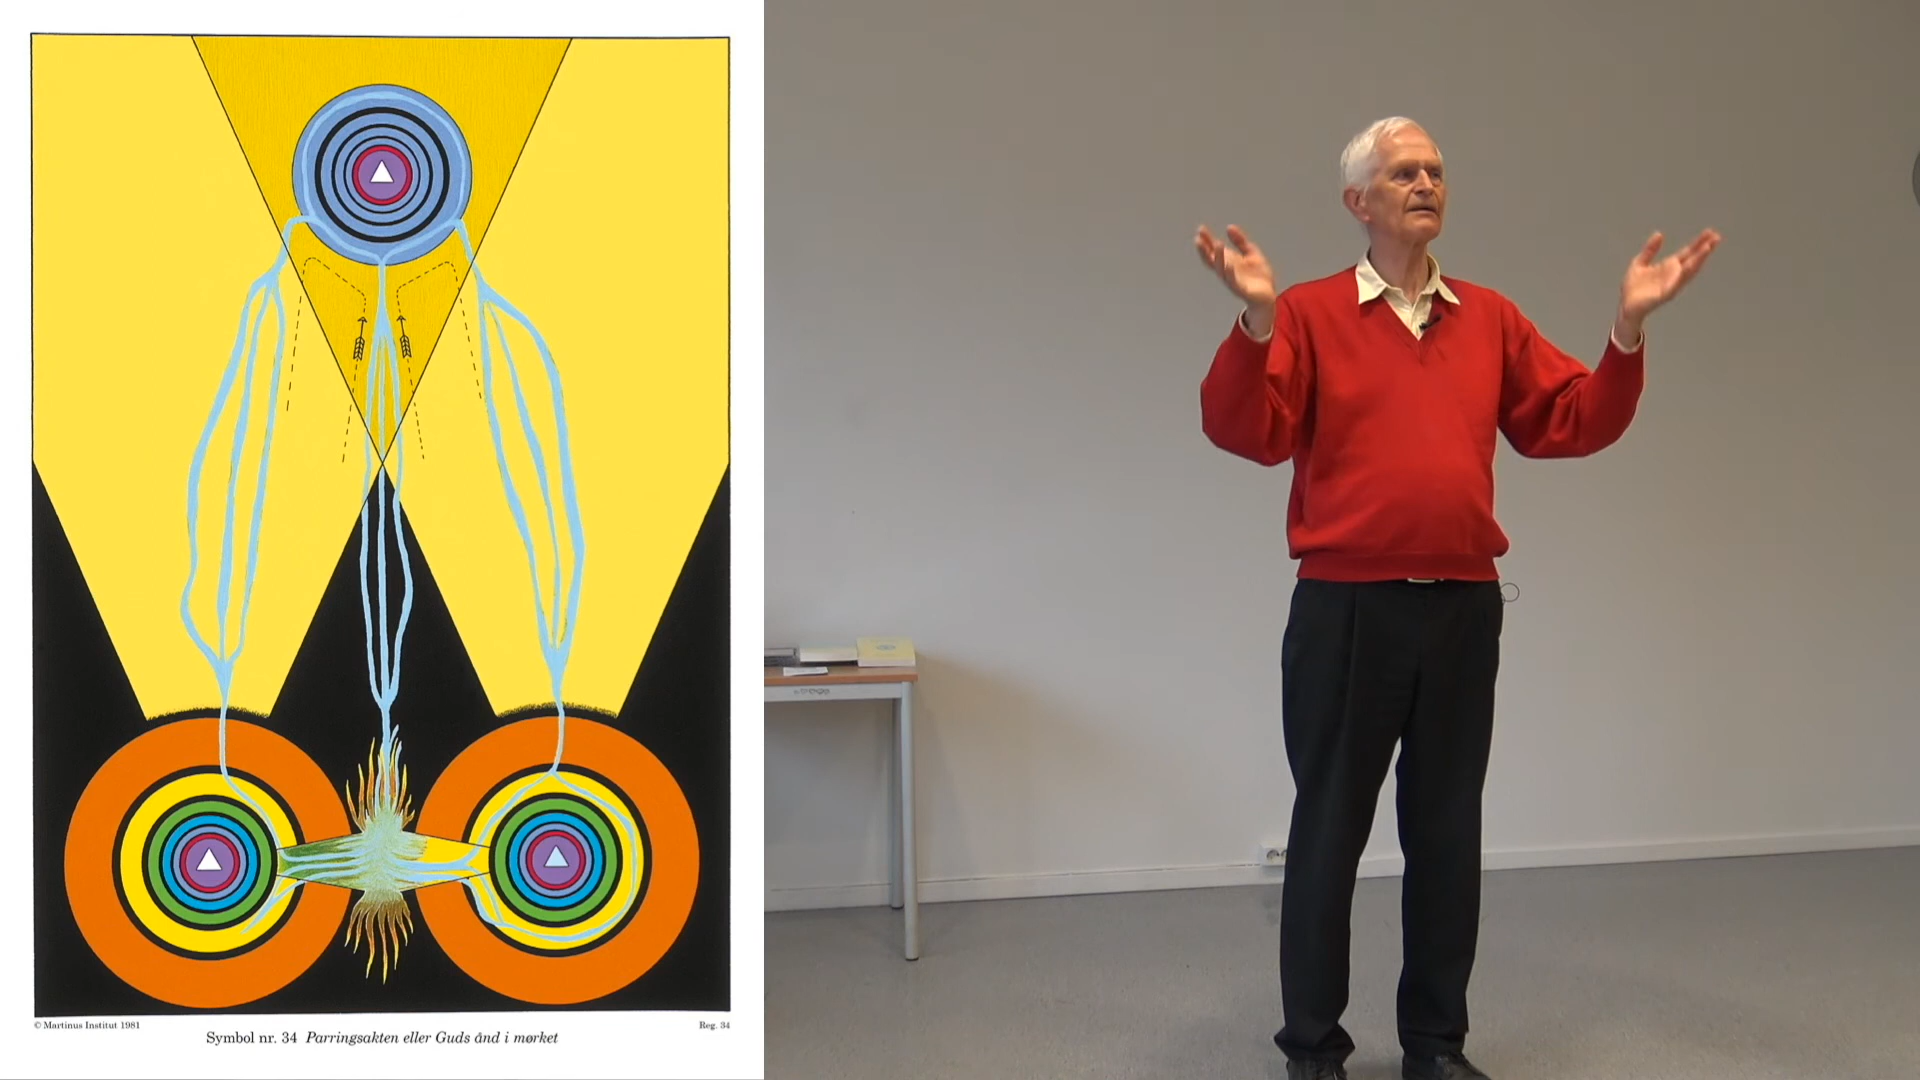 © Martinus Institut 1981
Reg. 34
Symbol nr. 34 Parringsakten eller Guds ånd i mørket